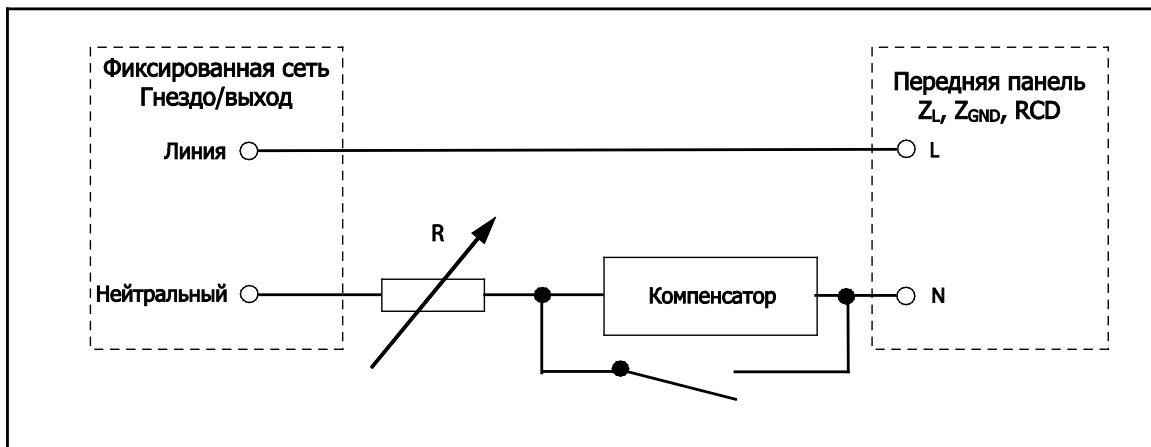 Фиксированная сеть
Гнездо/выход
Передняя панель
ZL, ZGND, RCD
Линия
L
R
Нейтральный
Компенсатор
N